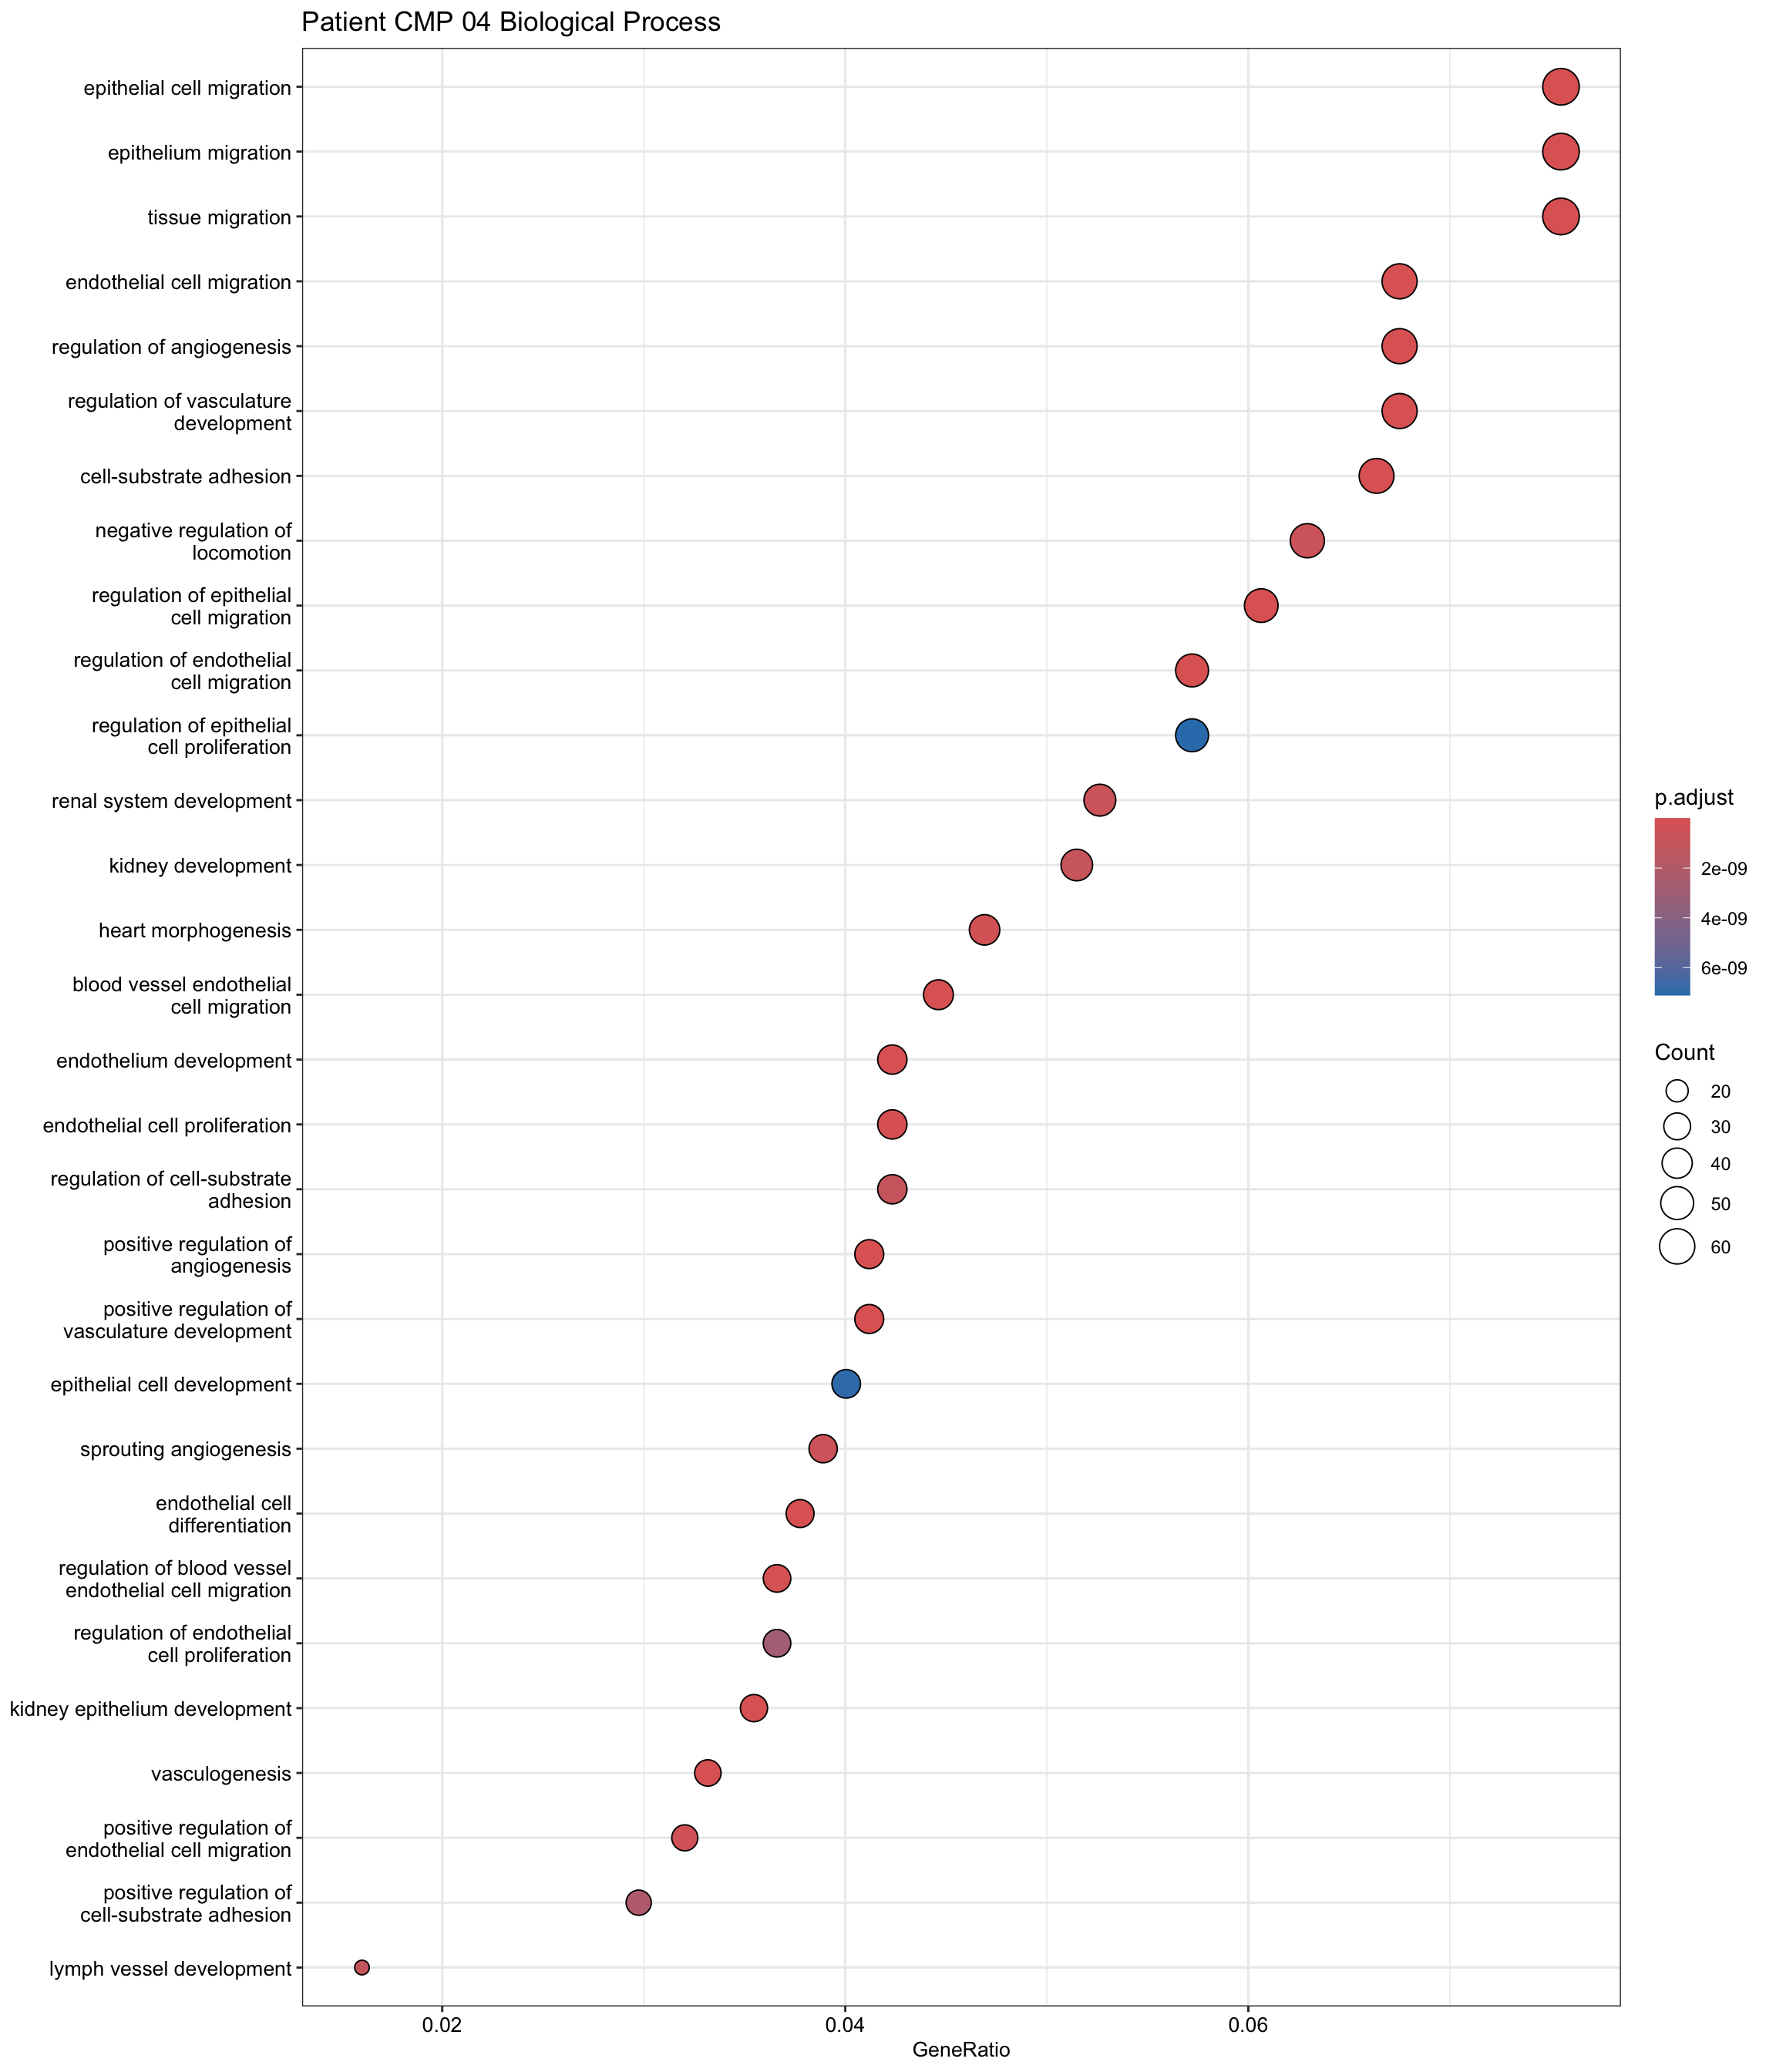 Patient CMP 04 Biological Process
epithelial cell migration
epithelium migration
tissue migration
endothelial cell migration
regulation of angiogenesis
regulation of vasculature
development
cell-substrate adhesion
negative regulation of
locomotion
regulation of epithelial
cell migration
regulation of endothelial
cell migration
regulation of epithelial
cell proliferation
renal system development
kidney development
heart morphogenesis
blood vessel endothelial
cell migration
endothelium development
endothelial cell proliferation
regulation of cell-substrate
adhesion
positive regulation of
angiogenesis
positive regulation of
vasculature development
epithelial cell development
sprouting angiogenesis
endothelial cell
differentiation
regulation of blood vessel
endothelial cell migration
regulation of endothelial
cell proliferation
kidney epithelium development
vasculogenesis
positive regulation of
endothelial cell migration
positive regulation of
cell-substrate adhesion
lymph vessel development
0.02
0.04
0.06
GeneRatio
p.adjust
2e-09
4e-09
6e-09
Count
20
30
40
50
60